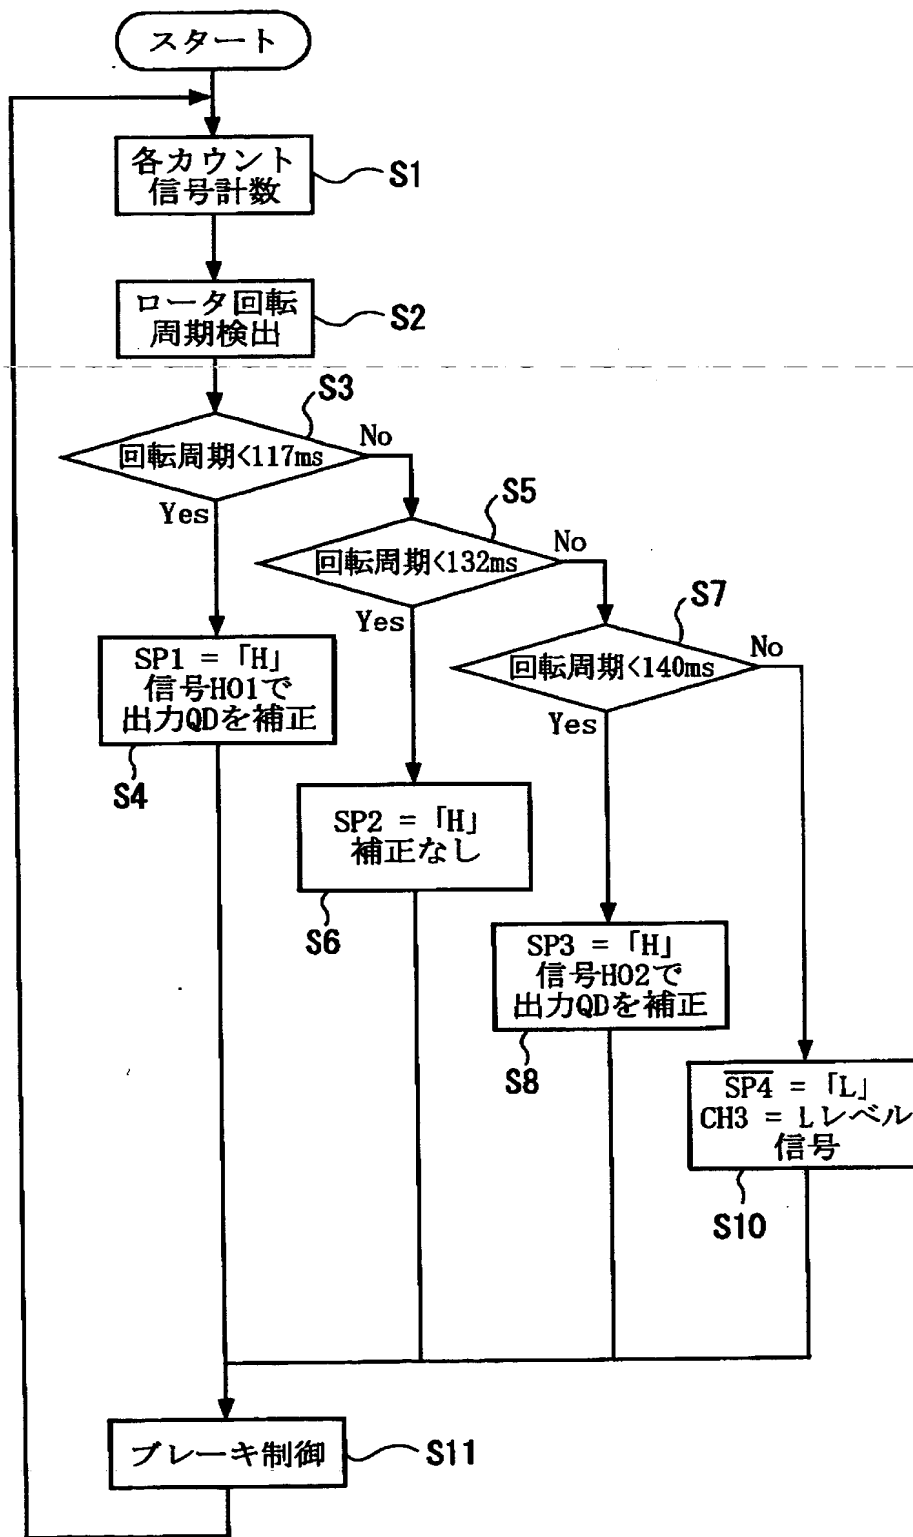 スタート
各カウント
信号計数
S1
ロータ回転
周期検出
S2
S3
回転周期<117ms
No
Yes
S5
回転周期<132ms
No
Yes
S7
回転周期<140ms
No
Yes
SP1 = 「H」
信号HO1で
出力QDを補正
S4
SP2 = 「H」
補正なし
S6
SP3 = 「H」
信号HO2で
出力QDを補正
S8
S̅P̅4̅ = 「L」
CH3 = Lレベル
信号
S10
ブレーキ制御
S11